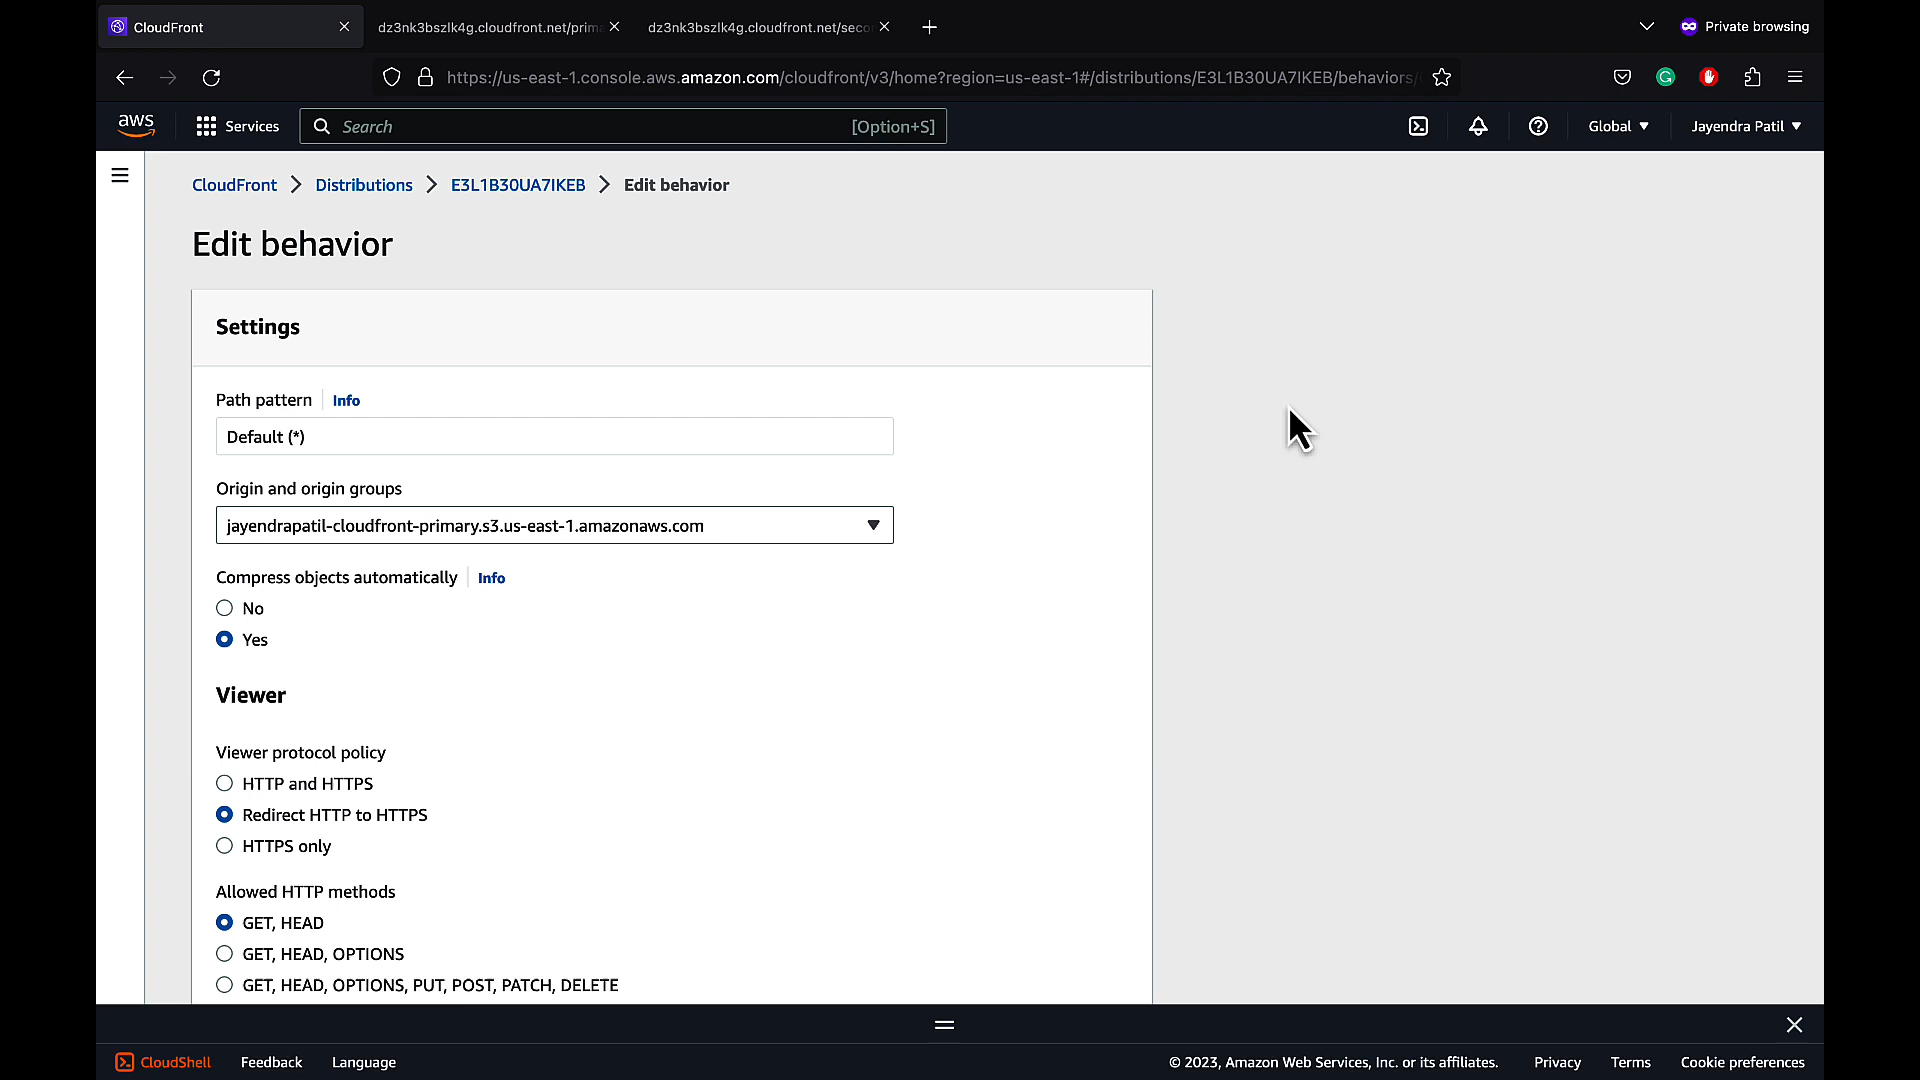 CloudFront
dz3nk3bszlk4g.cloudfront.net/prim
dz3nk3bszlk4g.cloudfront.net/seco
Private browsing
https://us-east-1.console.aws.amazon.com/cloudfront/v3/home?region=us-east-1#/distributions/E3L1B30UA7IKEB/behaviors/
aws
Services
Search
[Option+S]
Global
Jayendra Patil
CloudFront > Distributions > E3L1B30UA7IKEB > Edit behavior
Edit behavior
Settings
Path pattern | Info
Default (*)
Origin and origin groups
jayendrapatil-cloudfront-primary.s3.us-east-1.amazonaws.com
Compress objects automatically | Info
No
Yes
Viewer
Viewer protocol policy
HTTP and HTTPS
Redirect HTTP to HTTPS
HTTPS only
Allowed HTTP methods
GET, HEAD
GET, HEAD, OPTIONS
GET, HEAD, OPTIONS, PUT, POST, PATCH, DELETE
CloudShell
Feedback
Language
© 2023, Amazon Web Services, Inc. or its affiliates.
Privacy
Terms
Cookie preferences